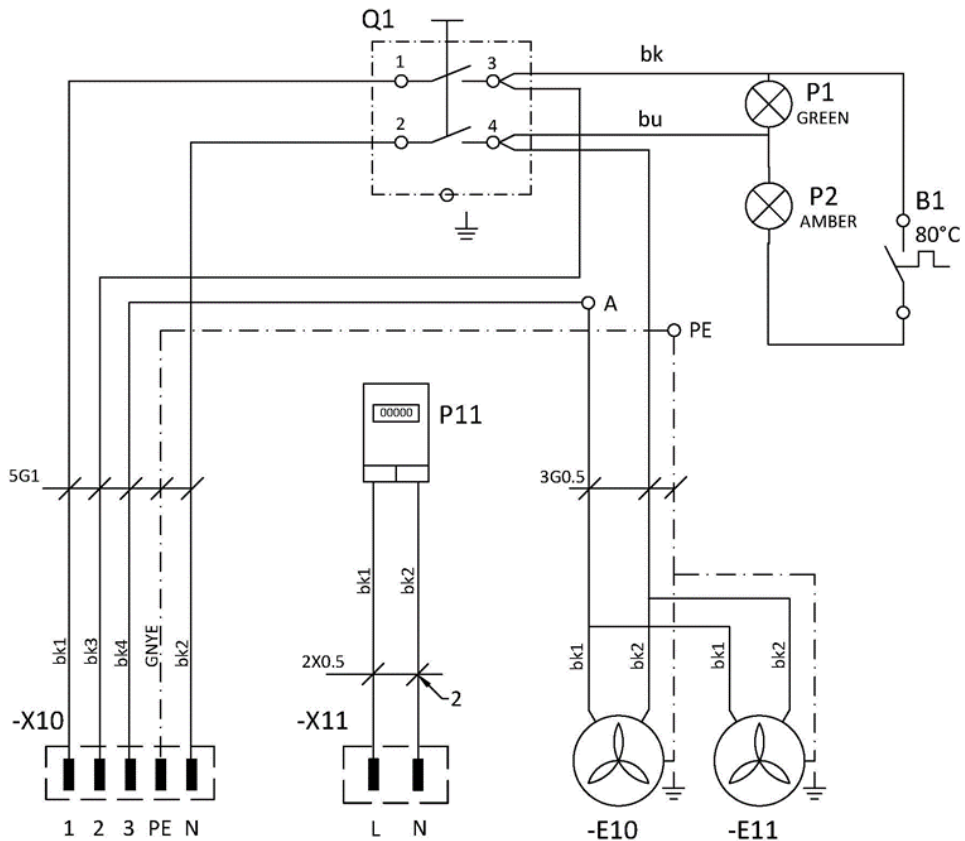 Q1
1 3
bk
P1
GREEN
2 4
bu
P2
AMBER
B1
80°C
A
PE
00000
P11
5G1
3G0.5
bk1
bk3
bk4
GNYE
bk2
bk1
bk2
bk1
bk2
bk1
bk2
2X0.5
2
-X10
-X11
1 2 3 PE N
L N
-E10
-E11